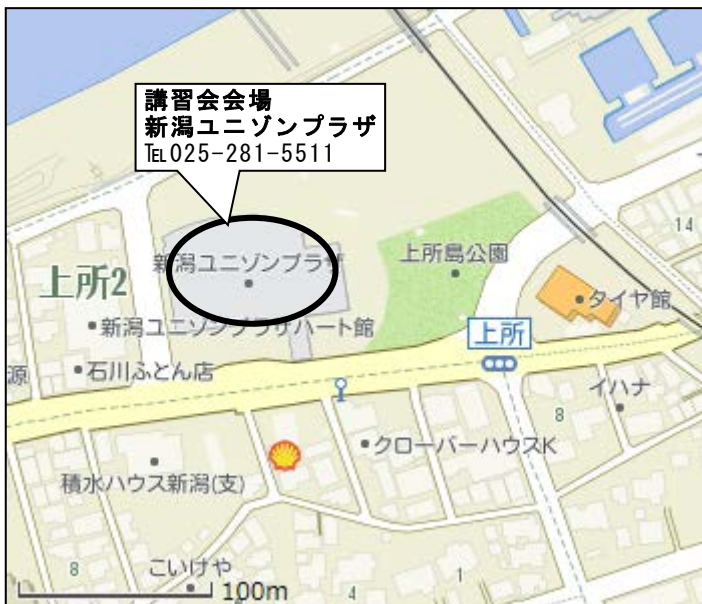 講習会会場
新潟ユニゾンプラザ
℡025-281-5511
14
新潟ユニゾンプラザ
上所島公園
上所2
タイヤ館
新潟ユニゾンプラザハート館
上所
源
石川ふとん店
イハナ
8
クローバーハウスK
積水ハウス新潟(支)
8
こいけや
1
100m
4